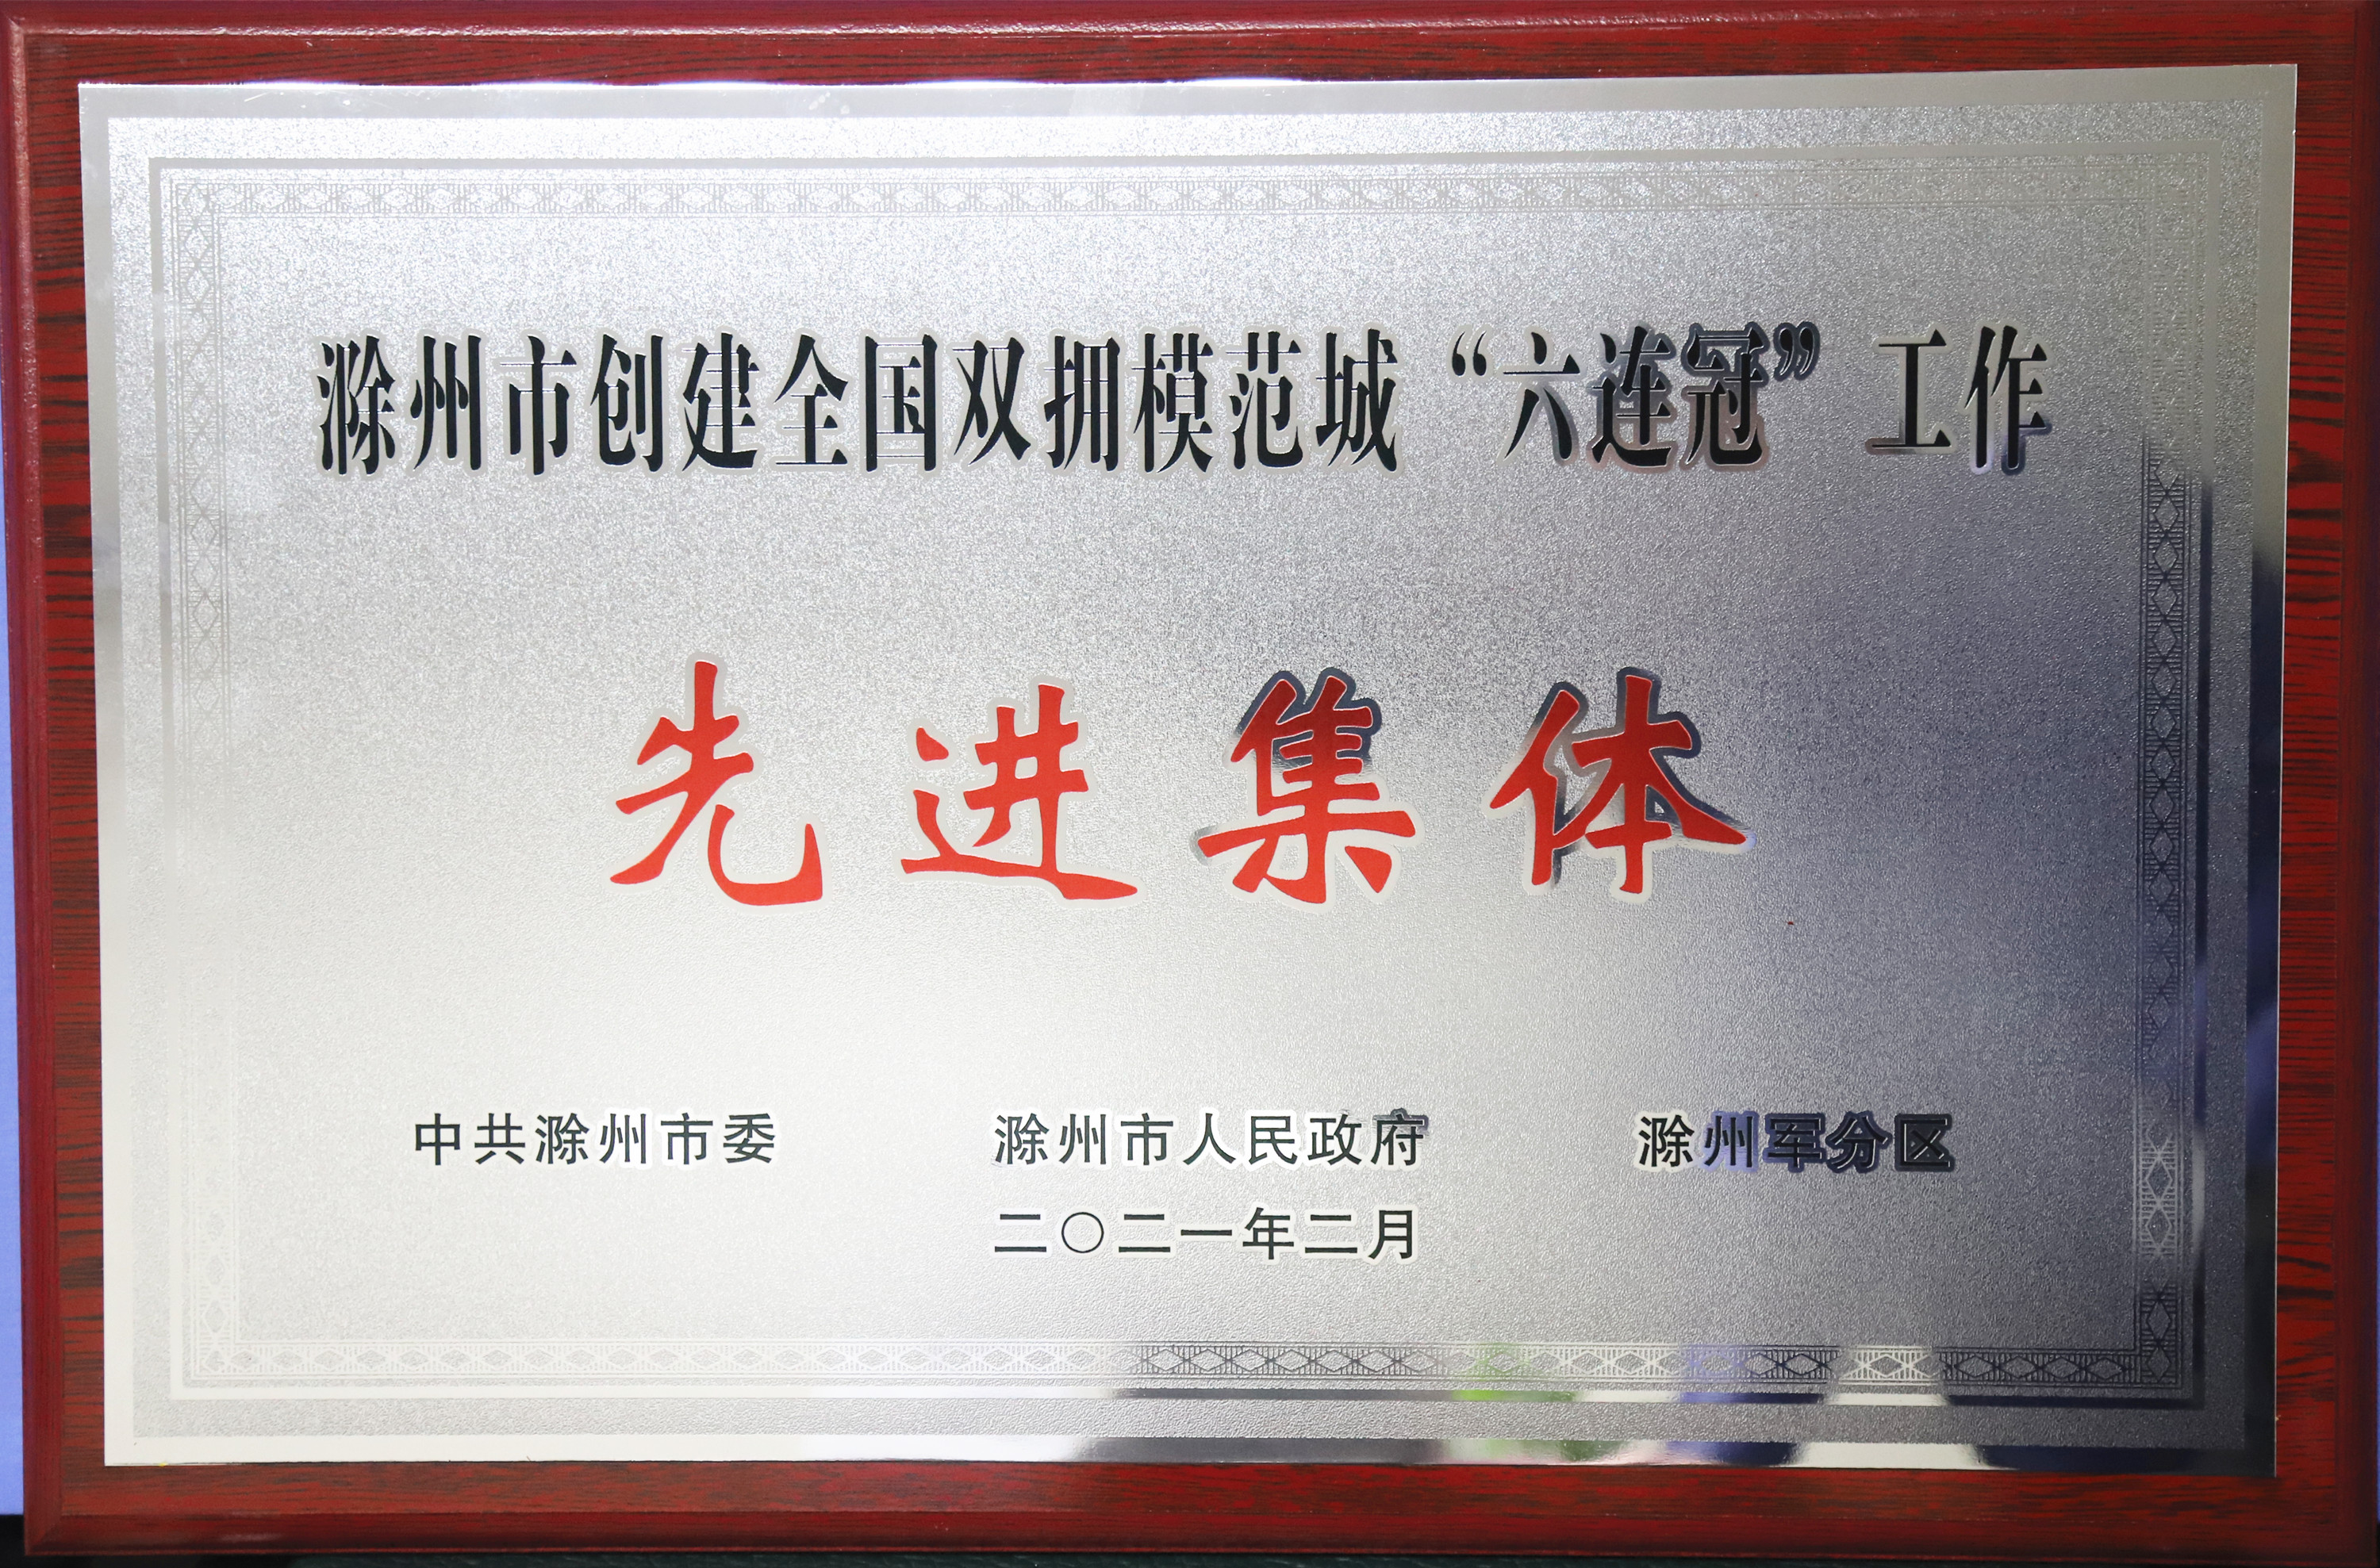 滁州市创建全国双拥模范城“六连冠”工作
先进集体
中共滁州市委 滁州市人民政府 滁州军分区
二〇二一年二月